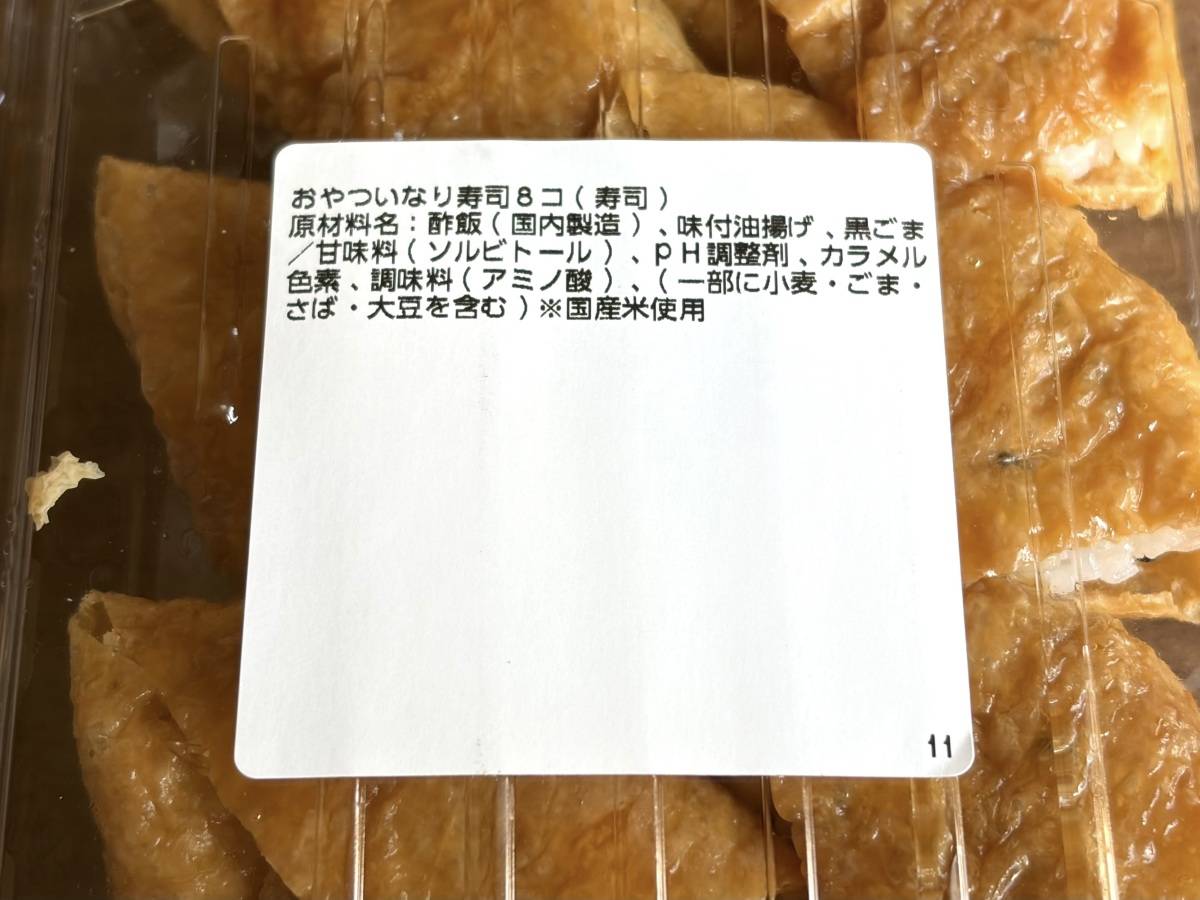 おやついなり寿司8コ(寿司)
原材料名:酢飯(国内製造)、味付油揚げ、黒ごま
/甘味料(ソルビトール)、pH調整剤、カラメル
色素、調味料(アミノ酸)、(一部に小麦・ごま・
さば・大豆を含む)※国産米使用
11